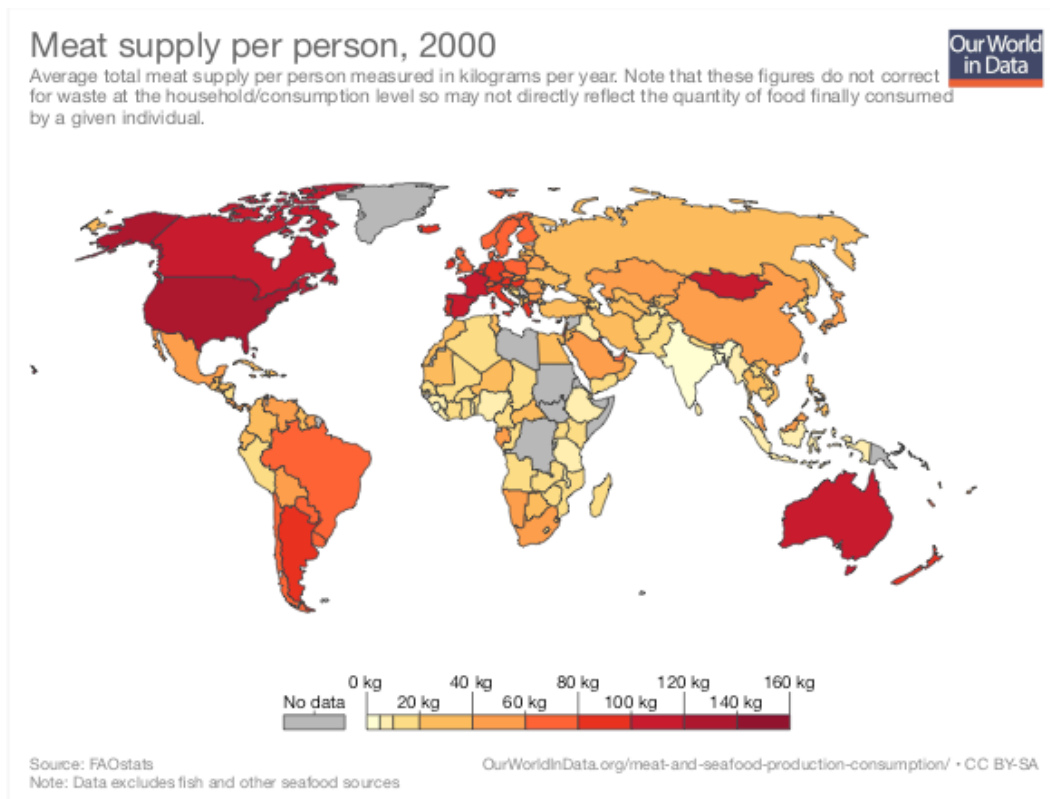 Meat supply per person, 2000
Our World
in Data
Average total meat supply per person measured in kilograms per year. Note that these figures do not correct
for waste at the household/consumption level so may not directly reflect the quantity of food finally consumed
by a given individual.
0 kg 40 kg 80 kg 120 kg 160 kg
No data 20 kg 60 kg 100 kg 140 kg
Source: FAOstats
OurWorldInData.org/meat-and-seafood-production-consumption/ • CC BY-SA
Note: Data excludes fish and other seafood sources